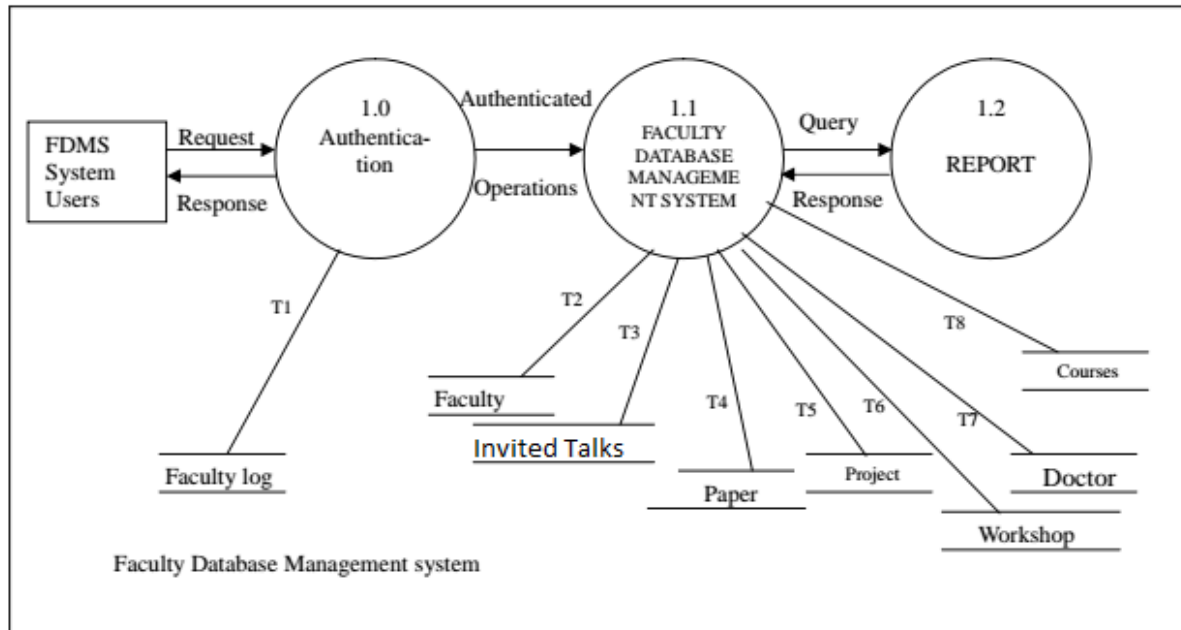 FDMS
System
Users
Request
Response
1.0
Authentica-
tion
Authenticated
Operations
1.1
FACULTY
DATABASE
MANAGEME
NT SYSTEM
Query
Response
1.2
REPORT
T1
T2
T3
T4
T5
T6
T7
T8
Faculty log
Faculty
Invited Talks
Paper
Project
Workshop
Doctor
Courses
Faculty Database Management system